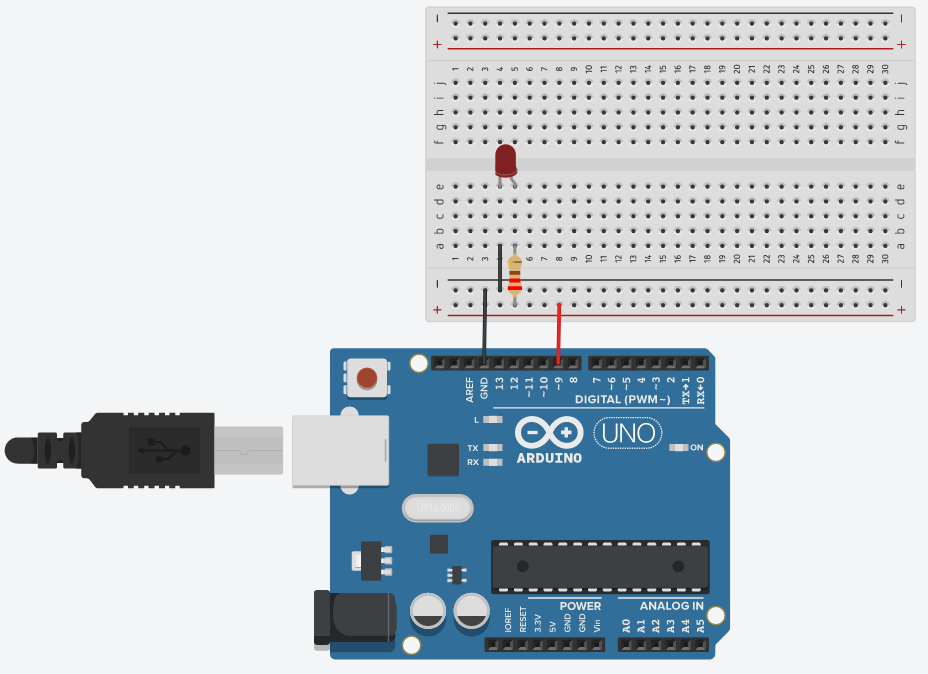 − −
+ +
1 2 3 4 5 6 7 8 9 10 11 12 13 14 15 16 17 18 19 20 21 22 23 24 25 26 27 28 29 30
j j
i i
h h
g g
f f
e e
d d
c c
b b
a a
1 2 3 4 5 6 7 8 9 10 11 12 13 14 15 16 17 18 19 20 21 22 23 24 25 26 27 28 29 30
− −
+ +
AREF GND 13 12 ~11 ~10 ~9 8 7 ~6 ~5 4 ~3 2 TX→1 RX←0
DIGITAL (PWM~)
L
TX
RX
UNO
ARDUINO
ON
POWER ANALOG IN
IOREF RESET 3.3V 5V GND GND Vin A0 A1 A2 A3 A4 A5